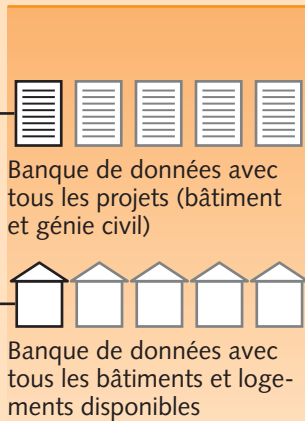 Banque de données avec
tous les projets (bâtiment
et génie civil)
Banque de données avec
tous les bâtiments et loge-
ments disponibles